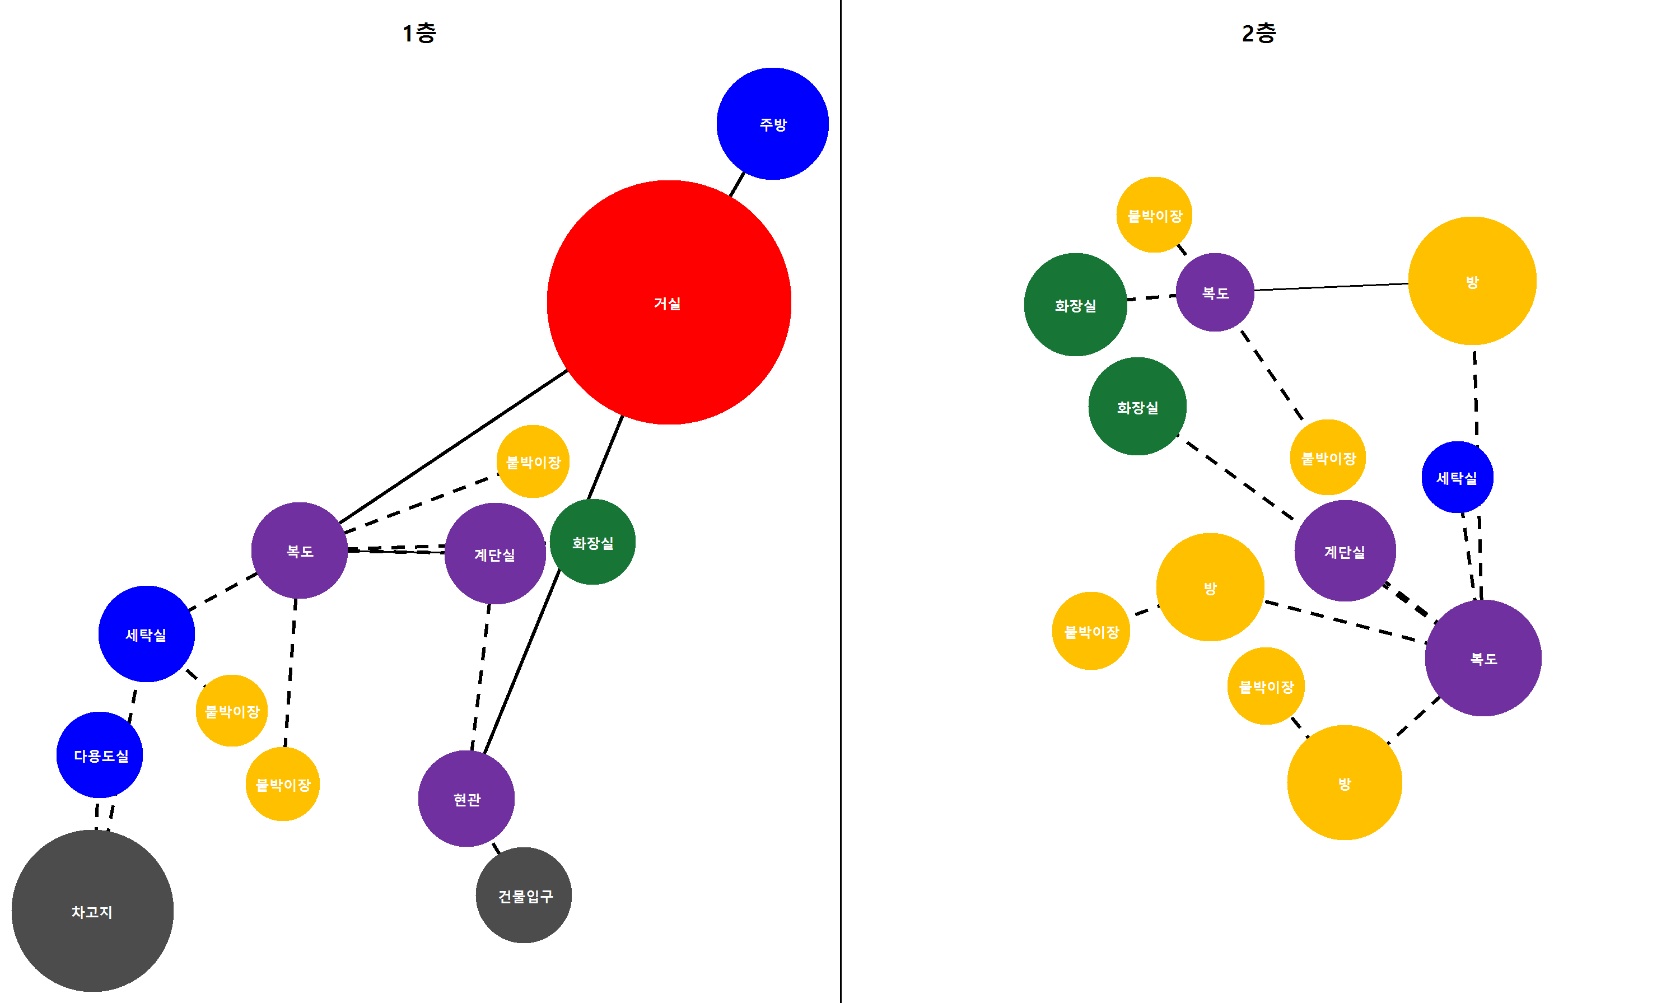 1층
주방
거실
붙박이장
복도
계단실
화장실
세탁실
붙박이장
다용도실
붙박이장
현관
건물입구
차고지
2층
붙박이장
복도
방
화장실
화장실
붙박이장
세탁실
계단실
방
붙박이장
복도
붙박이장
방